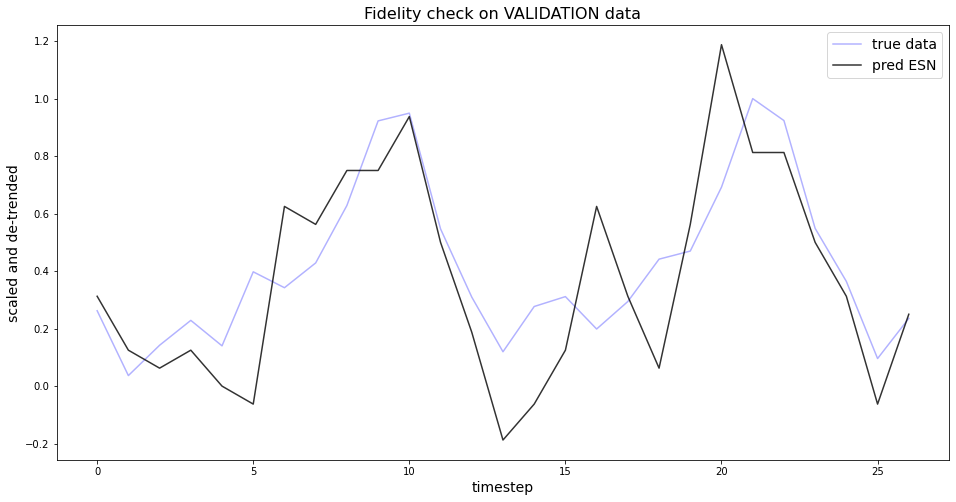 Fidelity check on VALIDATION data
true data
pred ESN
scaled and de-trended
1.2
1.0
0.8
0.6
0.4
0.2
0.0
−0.2
0
5
10
15
20
25
timestep